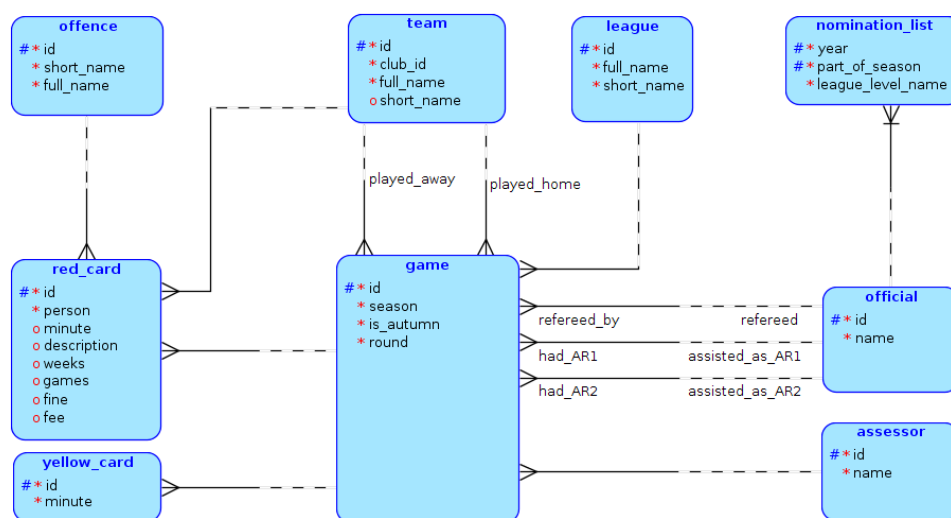 offence
# * id
* short_name
* full_name
team
# * id
* club_id
* full_name
o short_name
league
# * id
* full_name
* short_name
nomination_list
# * year
# * part_of_season
* league_level_name
played_away
played_home
red_card
# * id
* person
o minute
o description
o weeks
o games
o fine
o fee
game
# * id
* season
* is_autumn
* round
refereed_by
refereed
had_AR1
assisted_as_AR1
had_AR2
assisted_as_AR2
official
# * id
* name
yellow_card
# * id
* minute
assessor
# * id
* name